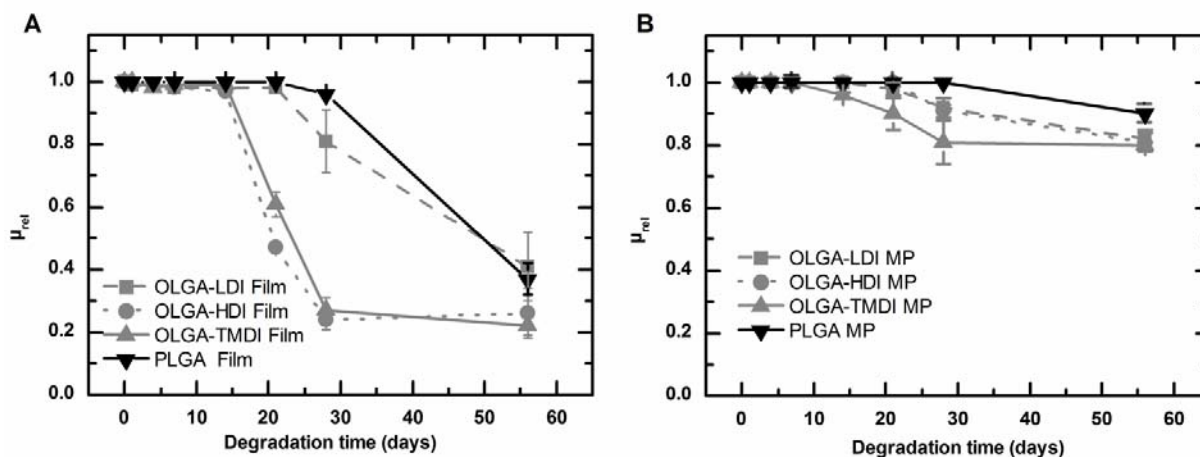 A
1.0
0.8
0.6
0.4
0.2
0.0
μrel
OLGA-LDI Film
OLGA-HDI Film
OLGA-TMDI Film
PLGA Film
0 10 20 30 40 50 60
Degradation time (days)
B
1.0
0.8
0.6
0.4
0.2
0.0
μrel
OLGA-LDI MP
OLGA-HDI MP
OLGA-TMDI MP
PLGA MP
0 10 20 30 40 50 60
Degradation time (days)